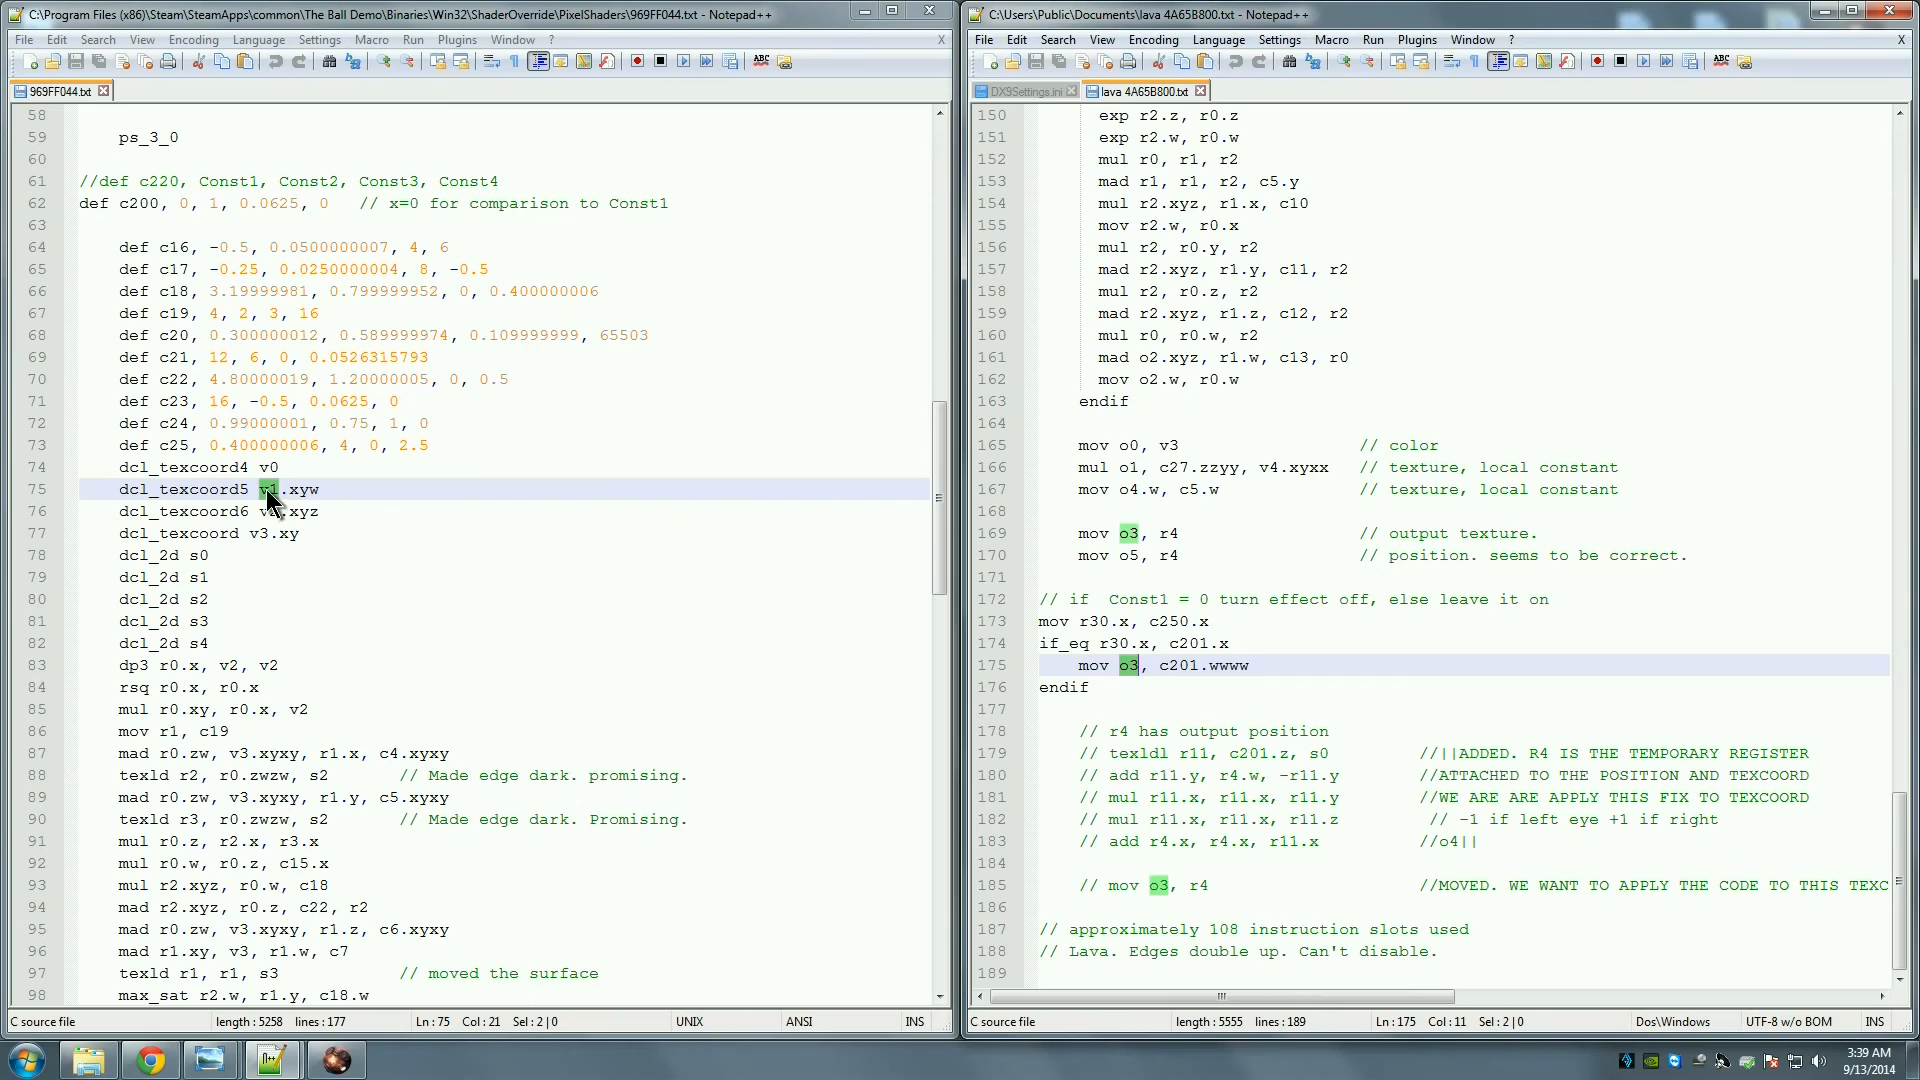 C:\Program Files (x86)\Steam\SteamApps\common\The Ball Demo\Binaries\Win32\ShaderOverride\PixelShaders\969FF044.txt - Notepad++
File Edit Search View Encoding Language Settings Macro Run Plugins Window ? X
969FF044.txt
58
59 ps_3_0
60
61 //def c220, Const1, Const2, Const3, Const4
62 def c200, 0, 1, 0.0625, 0 // x=0 for comparison to Const1
63
64 def c16, -0.5, 0.0500000007, 4, 6
65 def c17, -0.25, 0.0250000004, 8, -0.5
66 def c18, 3.19999981, 0.799999952, 0, 0.400000006
67 def c19, 4, 2, 3, 16
68 def c20, 0.300000012, 0.589999974, 0.109999999, 65503
69 def c21, 12, 6, 0, 0.0526315793
70 def c22, 4.80000019, 1.20000005, 0, 0.5
71 def c23, 16, -0.5, 0.0625, 0
72 def c24, 0.99000001, 0.75, 1, 0
73 def c25, 0.400000006, 4, 0, 2.5
74 dcl_texcoord4 v0
75 dcl_texcoord5 v1.xyw
76 dcl_texcoord6 .xyz
77 dcl_texcoord v3.xy
78 dcl_2d s0
79 dcl_2d s1
80 dcl_2d s2
81 dcl_2d s3
82 dcl_2d s4
83 dp3 r0.x, v2, v2
84 rsq r0.x, r0.x
85 mul r0.xy, r0.x, v2
86 mov r1, c19
87 mad r0.zw, v3.xyxy, r1.x, c4.xyxy
88 texld r2, r0.zwzw, s2 // Made edge dark. promising.
89 mad r0.zw, v3.xyxy, r1.y, c5.xyxy
90 texld r3, r0.zwzw, s2 // Made edge dark. Promising.
91 mul r0.z, r2.x, r3.x
92 mul r0.w, r0.z, c15.x
93 mul r2.xyz, r0.w, c18
94 mad r2.xyz, r0.z, c22, r2
95 mad r0.zw, v3.xyxy, r1.z, c6.xyxy
96 mad r1.xy, v3, r1.w, c7
97 texld r1, r1, s3 // moved the surface
98 max_sat r2.w, r1.y, c18.w
C source file length : 5258 lines : 177 Ln : 75 Col : 21 Sel : 2 | 0 UNIX ANSI INS
C:\Users\Public\Documents\lava 4A65B800.txt - Notepad++
File Edit Search View Encoding Language Settings Macro Run Plugins Window ? X
DX9Settings.ini lava 4A65B800.txt
150 exp r2.z, r0.z
151 exp r2.w, r0.w
152 mul r0, r1, r2
153 mad r1, r1, r2, c5.y
154 mul r2.xyz, r1.x, c10
155 mov r2.w, r0.x
156 mul r2, r0.y, r2
157 mad r2.xyz, r1.y, c11, r2
158 mul r2, r0.z, r2
159 mad r2.xyz, r1.z, c12, r2
160 mul r0, r0.w, r2
161 mad o2.xyz, r1.w, c13, r0
162 mov o2.w, r0.w
163 endif
164
165 mov o0, v3 // color
166 mul o1, c27.zzyy, v4.xyxx // texture, local constant
167 mov o4.w, c5.w // texture, local constant
168
169 mov o3, r4 // output texture.
170 mov o5, r4 // position. seems to be correct.
171
172 // if Const1 = 0 turn effect off, else leave it on
173 mov r30.x, c250.x
174 if_eq r30.x, c201.x
175 mov o3, c201.wwww
176 endif
177
178 // r4 has output position
179 // texldl r11, c201.z, s0 //||ADDED. R4 IS THE TEMPORARY REGISTER
180 // add r11.y, r4.w, -r11.y //ATTACHED TO THE POSITION AND TEXCOORD
181 // mul r11.x, r11.x, r11.y //WE ARE ARE APPLY THIS FIX TO TEXCOORD
182 // mul r11.x, r11.x, r11.z // -1 if left eye +1 if right
183 // add r4.x, r4.x, r11.x //o4||
184
185 // mov o3, r4 //MOVED. WE WANT TO APPLY THE CODE TO THIS TEXC
186
187 // approximately 108 instruction slots used
188 // Lava. Edges double up. Can't disable.
189
C source file length : 5555 lines : 189 Ln : 175 Col : 11 Sel : 2 | 0 Dos\Windows UTF-8 w/o BOM INS
3:39 AM
9/13/2014